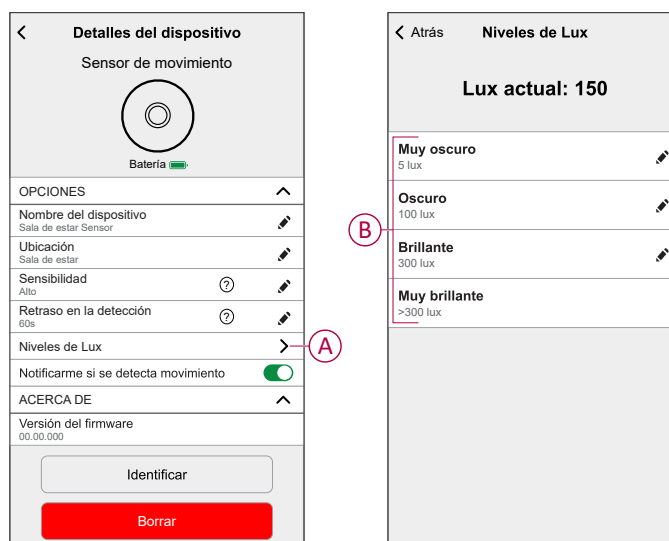 Detalles del dispositivo
Sensor de movimiento
Batería
OPCIONES
Nombre del dispositivo
Sala de estar Sensor
Ubicación
Sala de estar
Sensibilidad
Alto
?
Retraso en la detección
60s
?
Niveles de Lux
A
Notificarme si se detecta movimiento
ACERCA DE
Versión del firmware
00.00.000
Identificar
Borrar
Atrás
Niveles de Lux
Lux actual: 150
B
Muy oscuro
5 lux
Oscuro
100 lux
Brillante
300 lux
Muy brillante
>300 lux